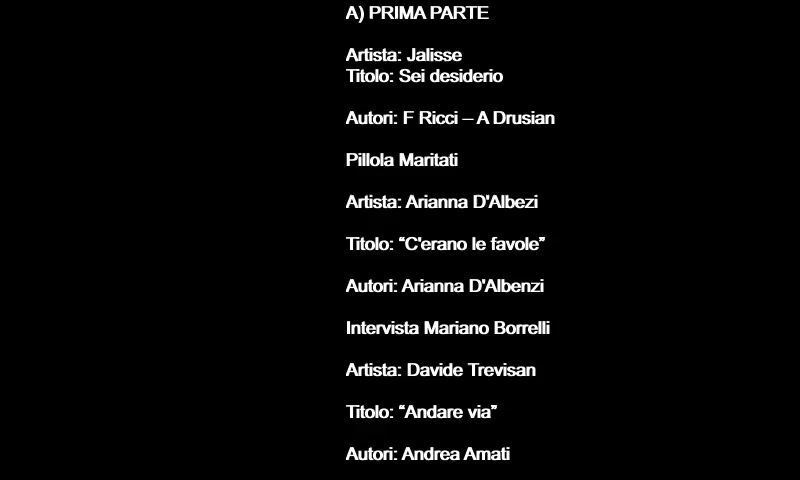 A) PRIMA PARTE
Artista: Jalisse
Titolo: Sei desiderio
Autori: F Ricci – A Drusian
Pillola Maritati
Artista: Arianna D'Albezi
Titolo: “C'erano le favole”
Autori: Arianna D'Albenzi
Intervista Mariano Borrelli
Artista: Davide Trevisan
Titolo: “Andare via”
Autori: Andrea Amati